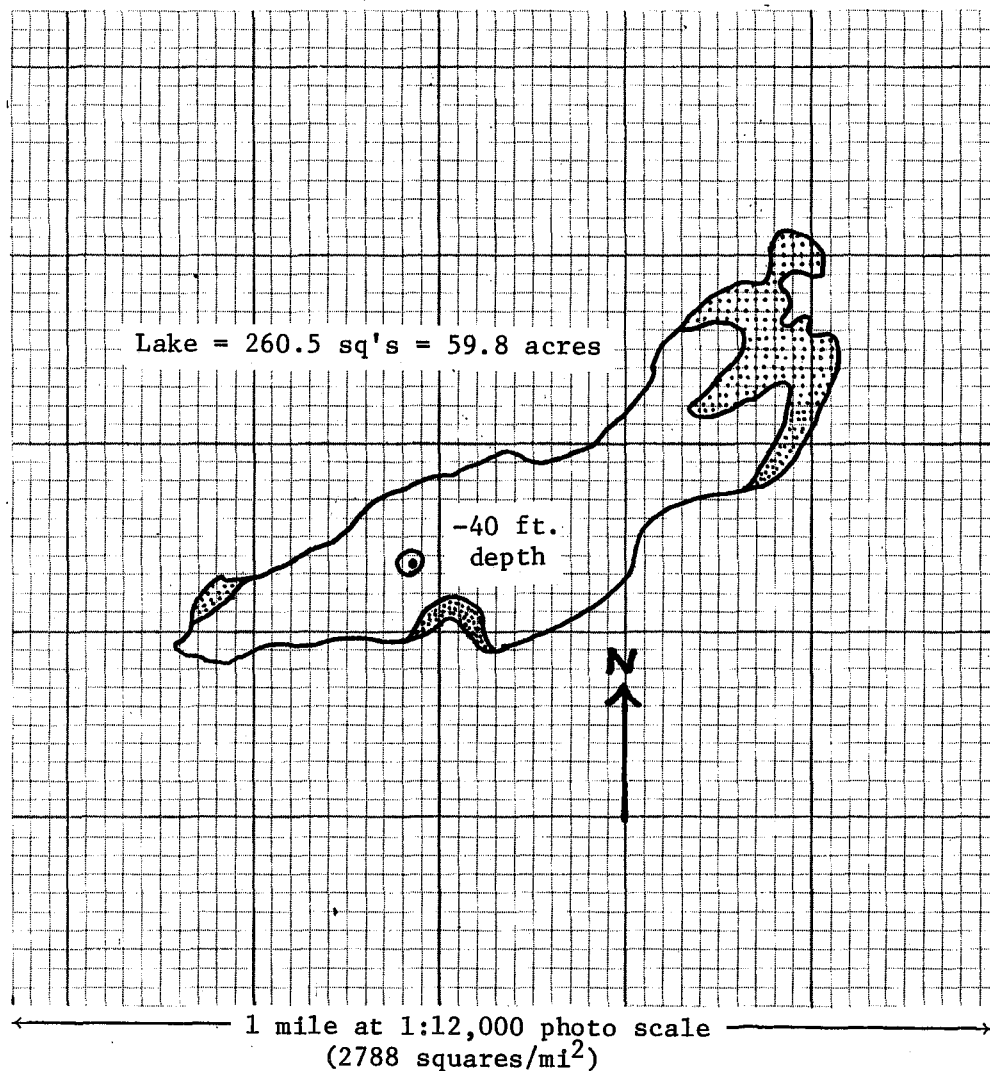 Lake = 260.5 sq's = 59.8 acres
-40 ft.
depth
N
1 mile at 1:12,000 photo scale
(2788 squares/mi²)